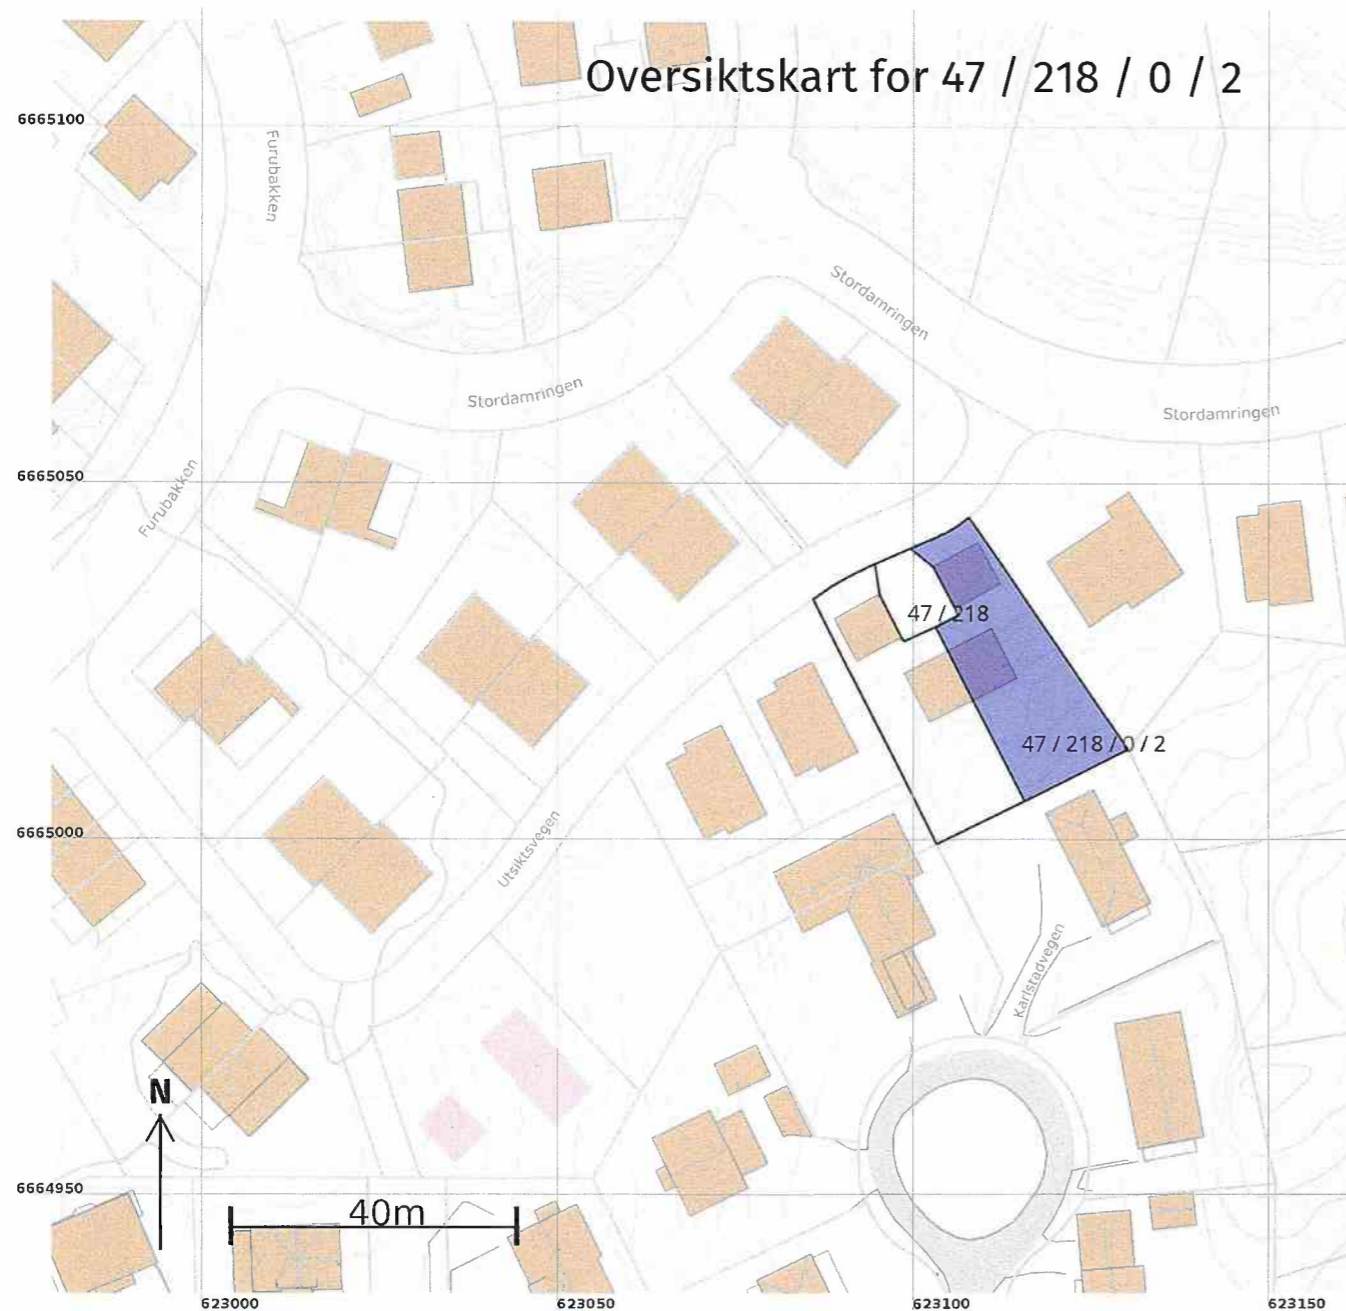 Oversiktskart for 47 / 218 / 0 / 2
6665100
Furubakken
Stordamringen
Stordamringen
Stordamringen
6665050
Furubakken
47 / 218
47 / 218 / 0 / 2
6665000
Utsiktsvegen
Karlstadvegen
N
6664950
40m
623000
623050
623100
623150